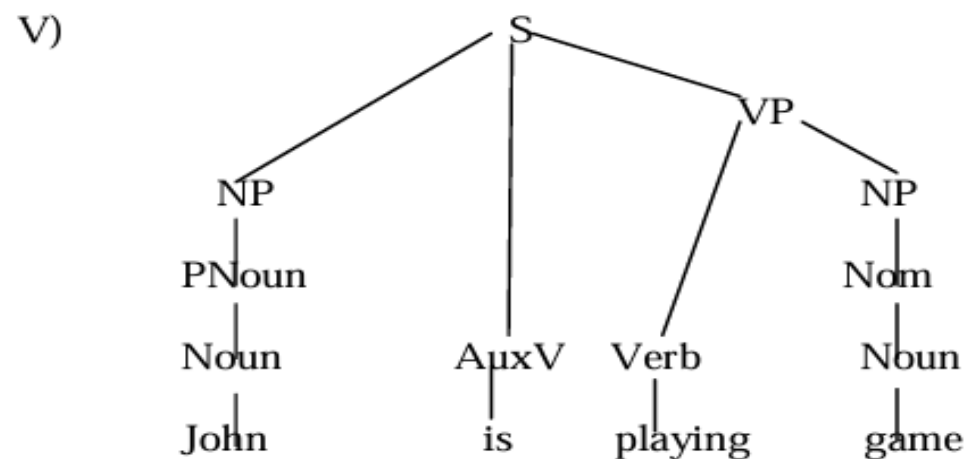 V) S
VP
NP NP
PNoun Nom
Noun AuxV Verb Noun
John is playing game